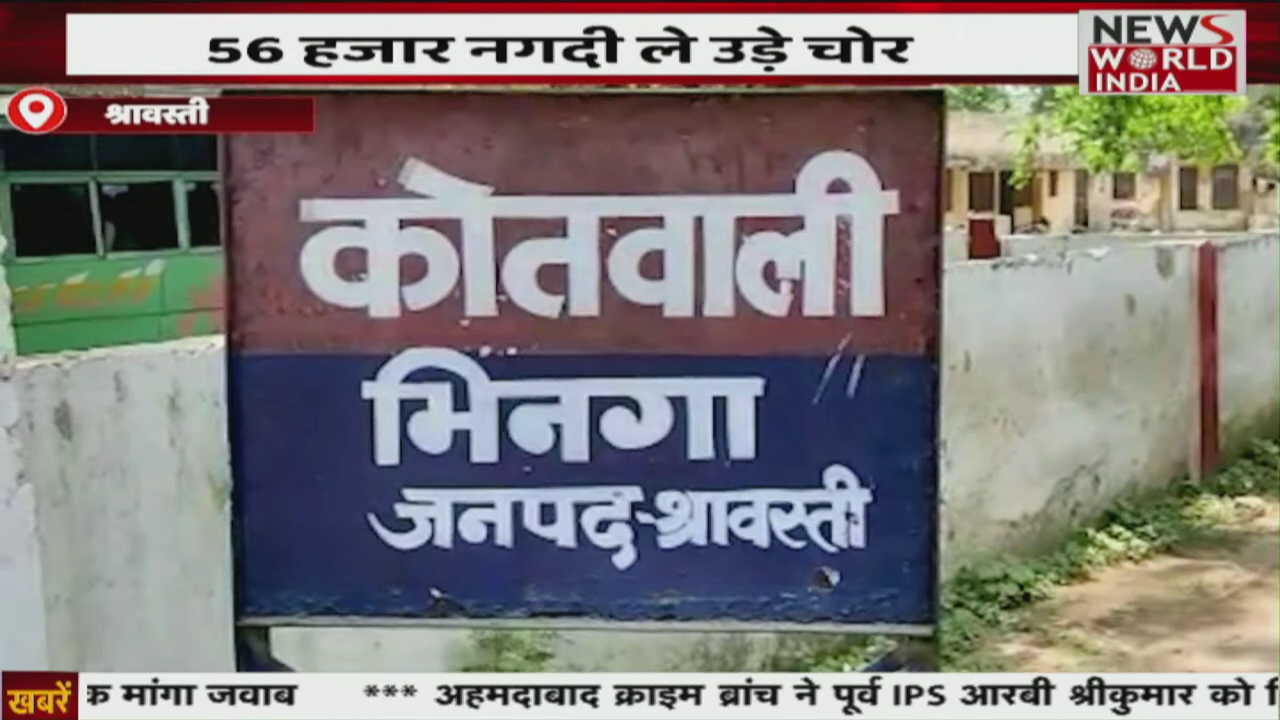 56 हजार नगदी ले उड़े चोर
NEWS
WORLD
INDIA
श्रावस्ती
कोतवाली
भिनगा
जनपद-श्रावस्ती
खबरें
मांगा जवाब *** अहमदाबाद क्राइम ब्रांच ने पूर्व IPS आरबी श्रीकुमार को